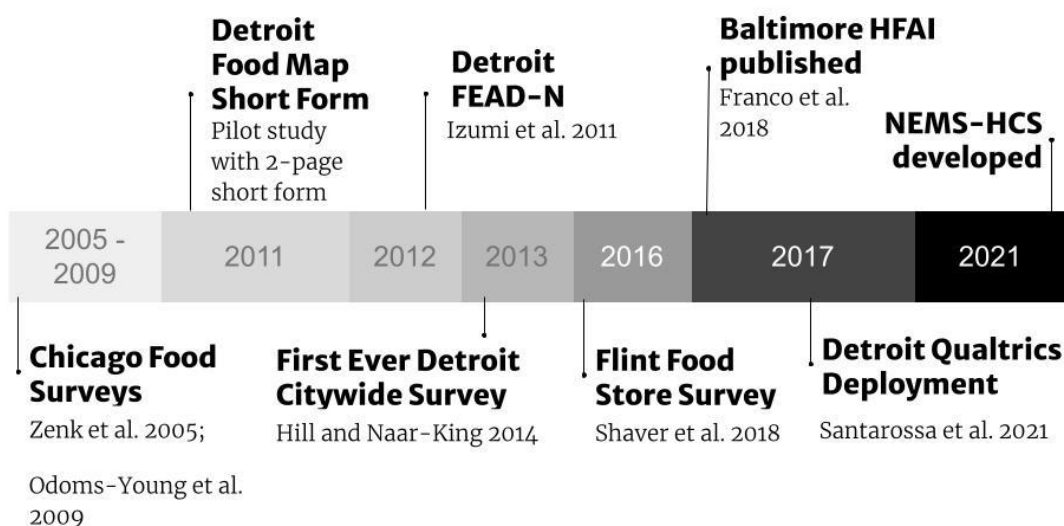 Detroit
Food Map
Short Form
Pilot study
with 2-page
short form
Detroit
FEAD-N
Izumi et al. 2011
Baltimore HFAI
published
Franco et al.
2018
NEMS-HCS
developed
2005 -
2009
2011
2012
2013
2016
2017
2021
Chicago Food
Surveys
Zenk et al. 2005;
Odoms-Young et al.
2009
First Ever Detroit
Citywide Survey
Hill and Naar-King 2014
Flint Food
Store Survey
Shaver et al. 2018
Detroit Qualtrics
Deployment
Santarossa et al. 2021